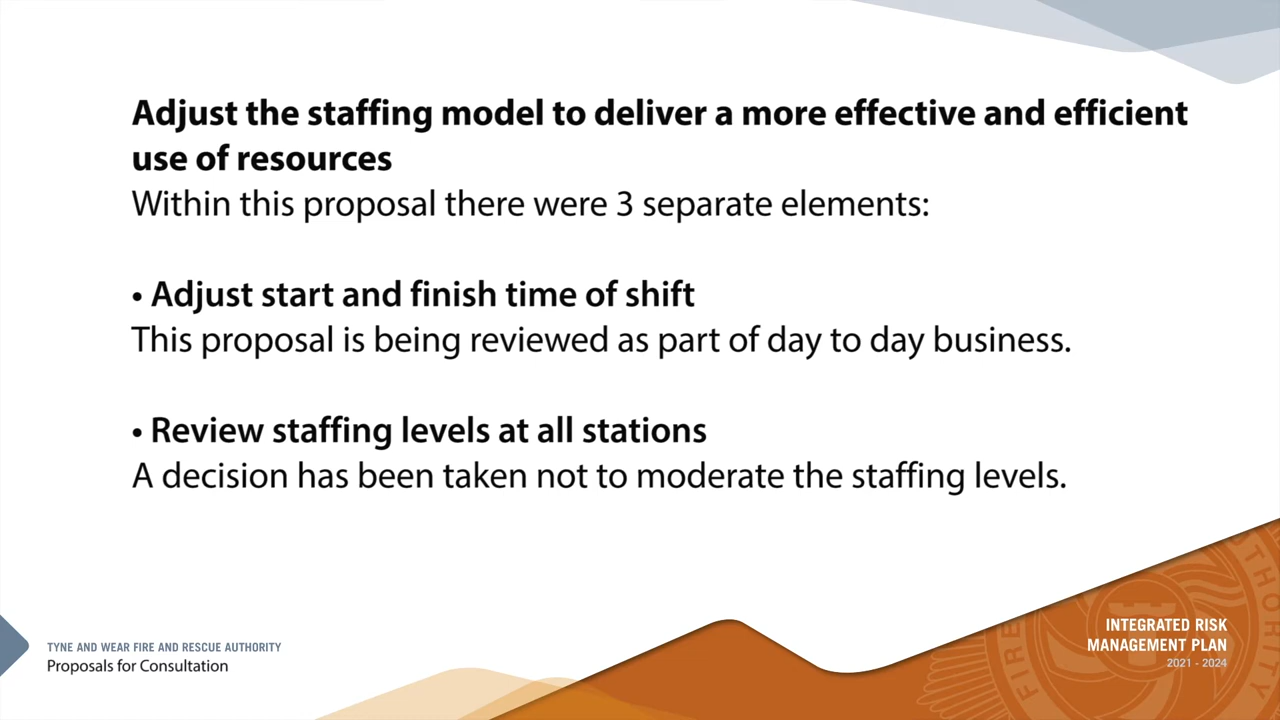 Adjust the staffing model to deliver a more effective and efficient
use of resources
Within this proposal there were 3 separate elements:
• Adjust start and finish time of shift
This proposal is being reviewed as part of day to day business.
• Review staffing levels at all stations
A decision has been taken not to moderate the staffing levels.
TYNE AND WEAR FIRE AND RESCUE AUTHORITY
Proposals for Consultation
INTEGRATED RISK
MANAGEMENT PLAN
2021 - 2024
FIRE
THORITY